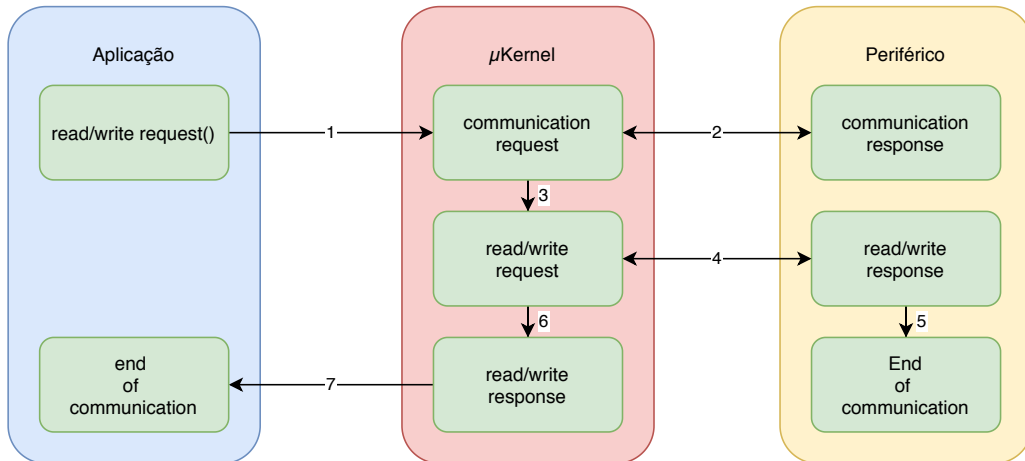 Aplicação
µKernel
Periférico
read/write request()
1
communication
request
2
communication
response
3
read/write
request
4
read/write
response
6
5
end
of
communication
7
read/write
response
End
of
communication